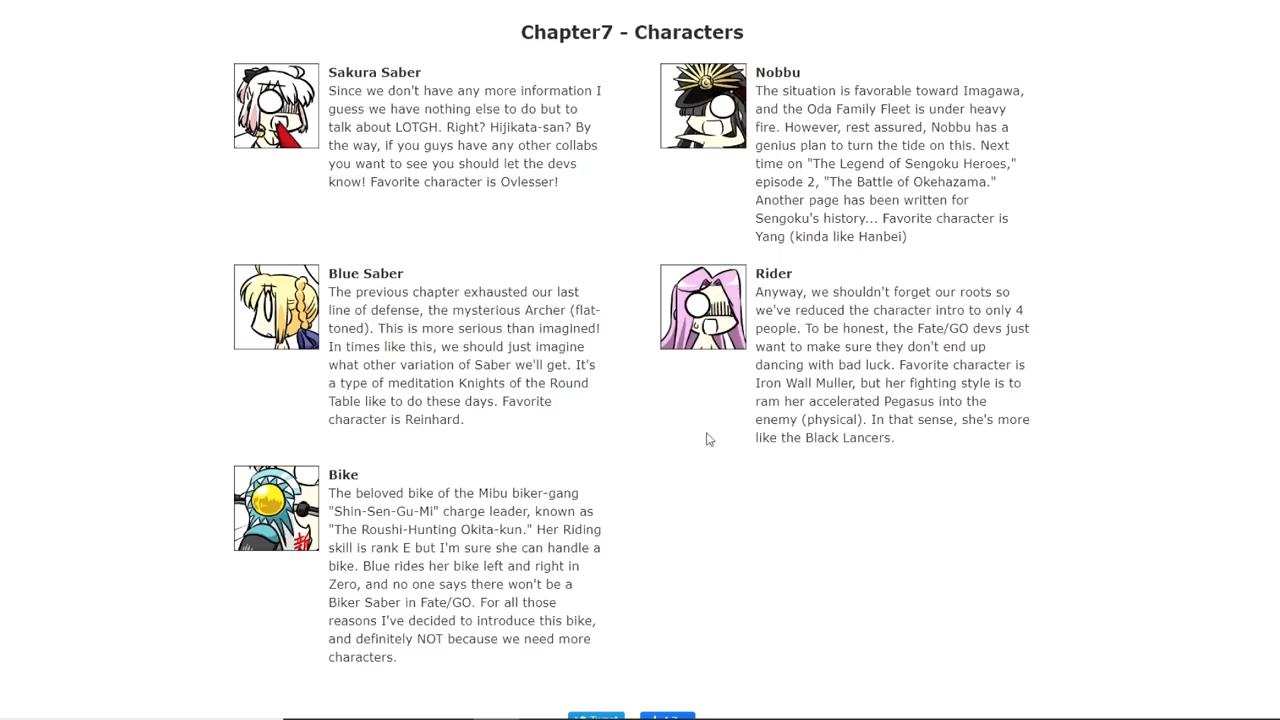 Chapter7 - Characters
Sakura Saber
Since we don't have any more information I
guess we have nothing else to do but to
talk about LOTGH. Right? Hijikata-san? By
the way, if you guys have any other collabs
you want to see you should let the devs
know! Favorite character is Ovlesser!
Nobbu
The situation is favorable toward Imagawa,
and the Oda Family Fleet is under heavy
fire. However, rest assured, Nobbu has a
genius plan to turn the tide on this. Next
time on "The Legend of Sengoku Heroes,"
episode 2, "The Battle of Okehazama."
Another page has been written for
Sengoku's history... Favorite character is
Yang (kinda like Hanbei)
Blue Saber
The previous chapter exhausted our last
line of defense, the mysterious Archer (flat-
toned). This is more serious than imagined!
In times like this, we should just imagine
what other variation of Saber we'll get. It's
a type of meditation Knights of the Round
Table like to do these days. Favorite
character is Reinhard.
Rider
Anyway, we shouldn't forget our roots so
we've reduced the character intro to only 4
people. To be honest, the Fate/GO devs just
want to make sure they don't end up
dancing with bad luck. Favorite character is
Iron Wall Muller, but her fighting style is to
ram her accelerated Pegasus into the
enemy (physical). In that sense, she's more
like the Black Lancers.
Bike
The beloved bike of the Mibu biker-gang
"Shin-Sen-Gu-Mi" charge leader, known as
"The Roushi-Hunting Okita-kun." Her Riding
skill is rank E but I'm sure she can handle a
bike. Blue rides her bike left and right in
Zero, and no one says there won't be a
Biker Saber in Fate/GO. For all those
reasons I've decided to introduce this bike,
and definitely NOT because we need more
characters.